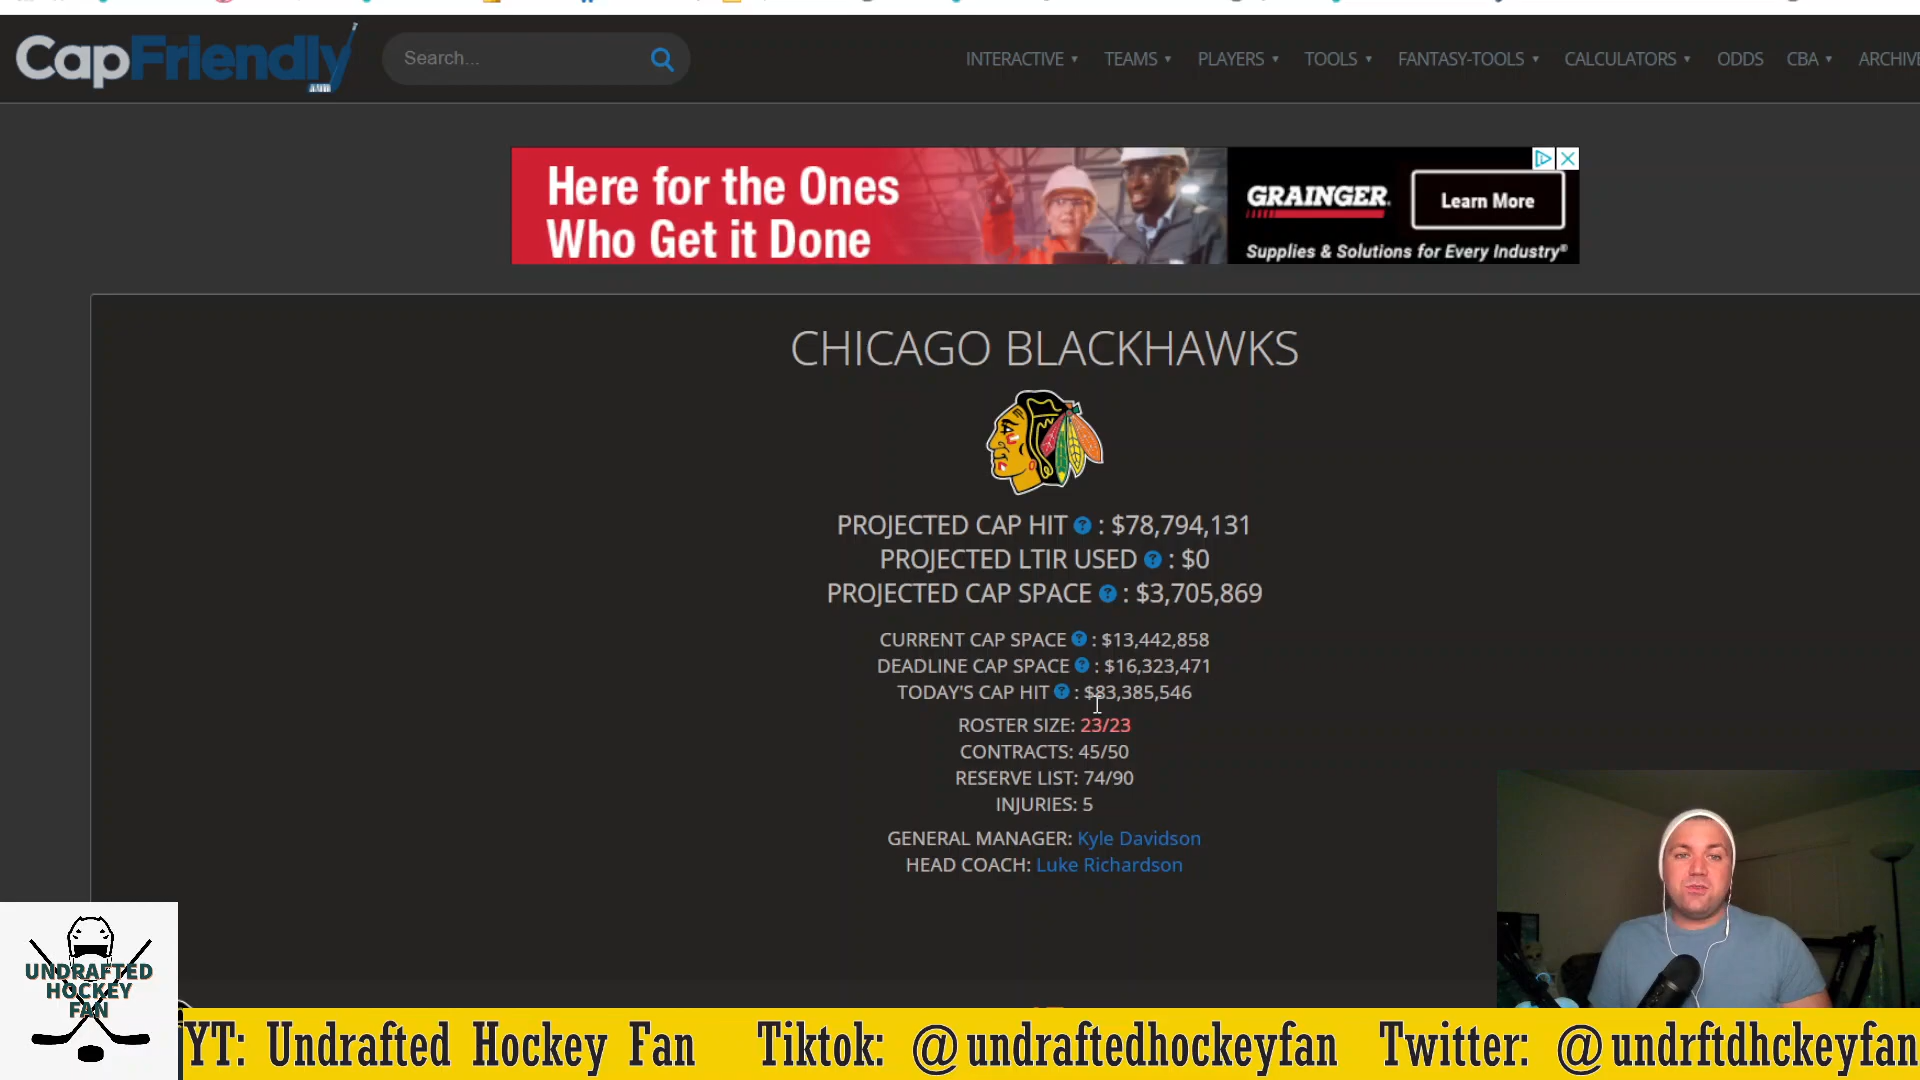 CapFriendly
Search...
INTERACTIVE ▾ TEAMS ▾ PLAYERS ▾ TOOLS ▾ FANTASY-TOOLS ▾ CALCULATORS ▾ ODDS CBA ▾ ARCHIVE
Here for the Ones
Who Get it Done
GRAINGER.
Learn More
Supplies & Solutions for Every Industry®
CHICAGO BLACKHAWKS
PROJECTED CAP HIT ? : $78,794,131
PROJECTED LTIR USED ? : $0
PROJECTED CAP SPACE ? : $3,705,869
CURRENT CAP SPACE ? : $13,442,858
DEADLINE CAP SPACE ? : $16,323,471
TODAY'S CAP HIT ? : $83,385,546
ROSTER SIZE: 23/23
CONTRACTS: 45/50
RESERVE LIST: 74/90
INJURIES: 5
GENERAL MANAGER: Kyle Davidson
HEAD COACH: Luke Richardson
UNDRAFTED
HOCKEY
FAN
YT: Undrafted Hockey Fan Tiktok: @undraftedhockeyfan Twitter: @undrftdhckeyfan